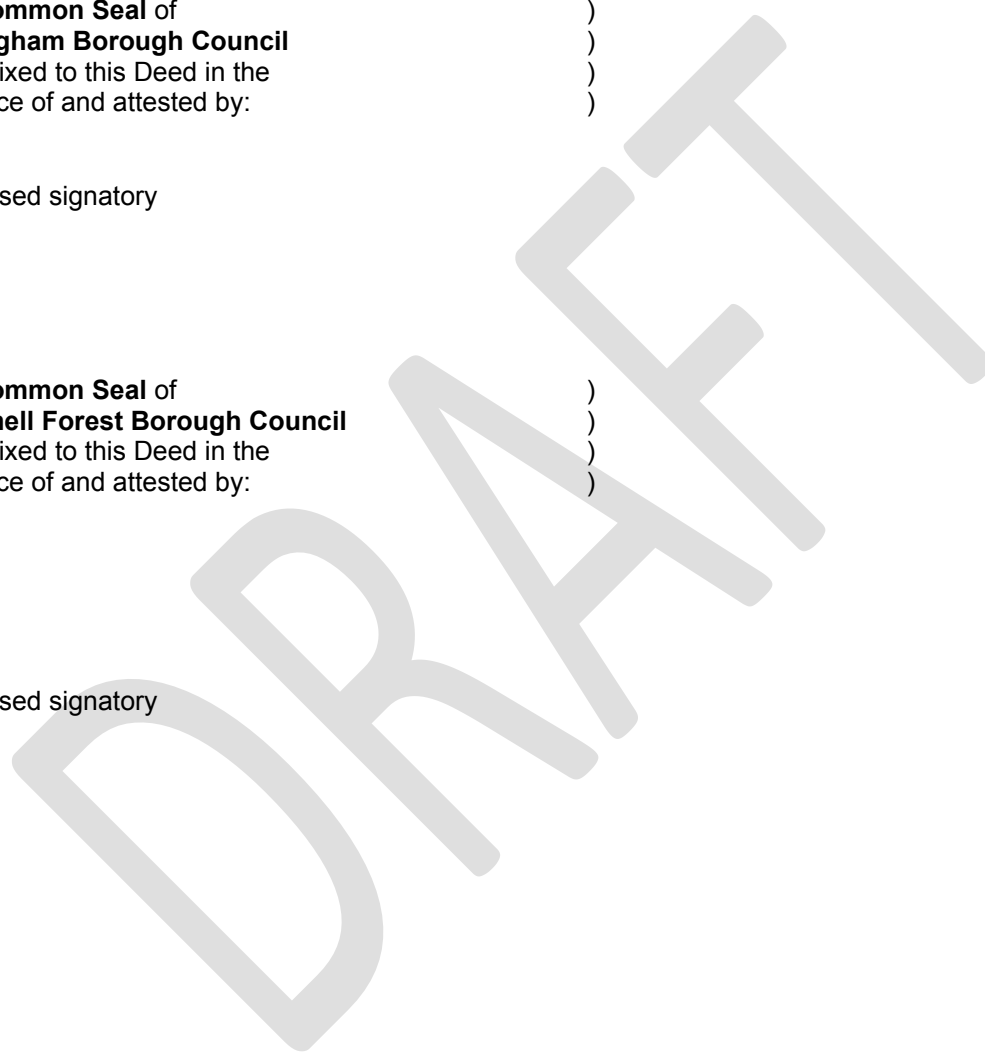 ommon Seal of )
gham Borough Council )
ixed to this Deed in the )
ce of and attested by: )
sed signatory
ommon Seal of )
nell Forest Borough Council )
ixed to this Deed in the )
ce of and attested by: )
sed signatory
DRAFT